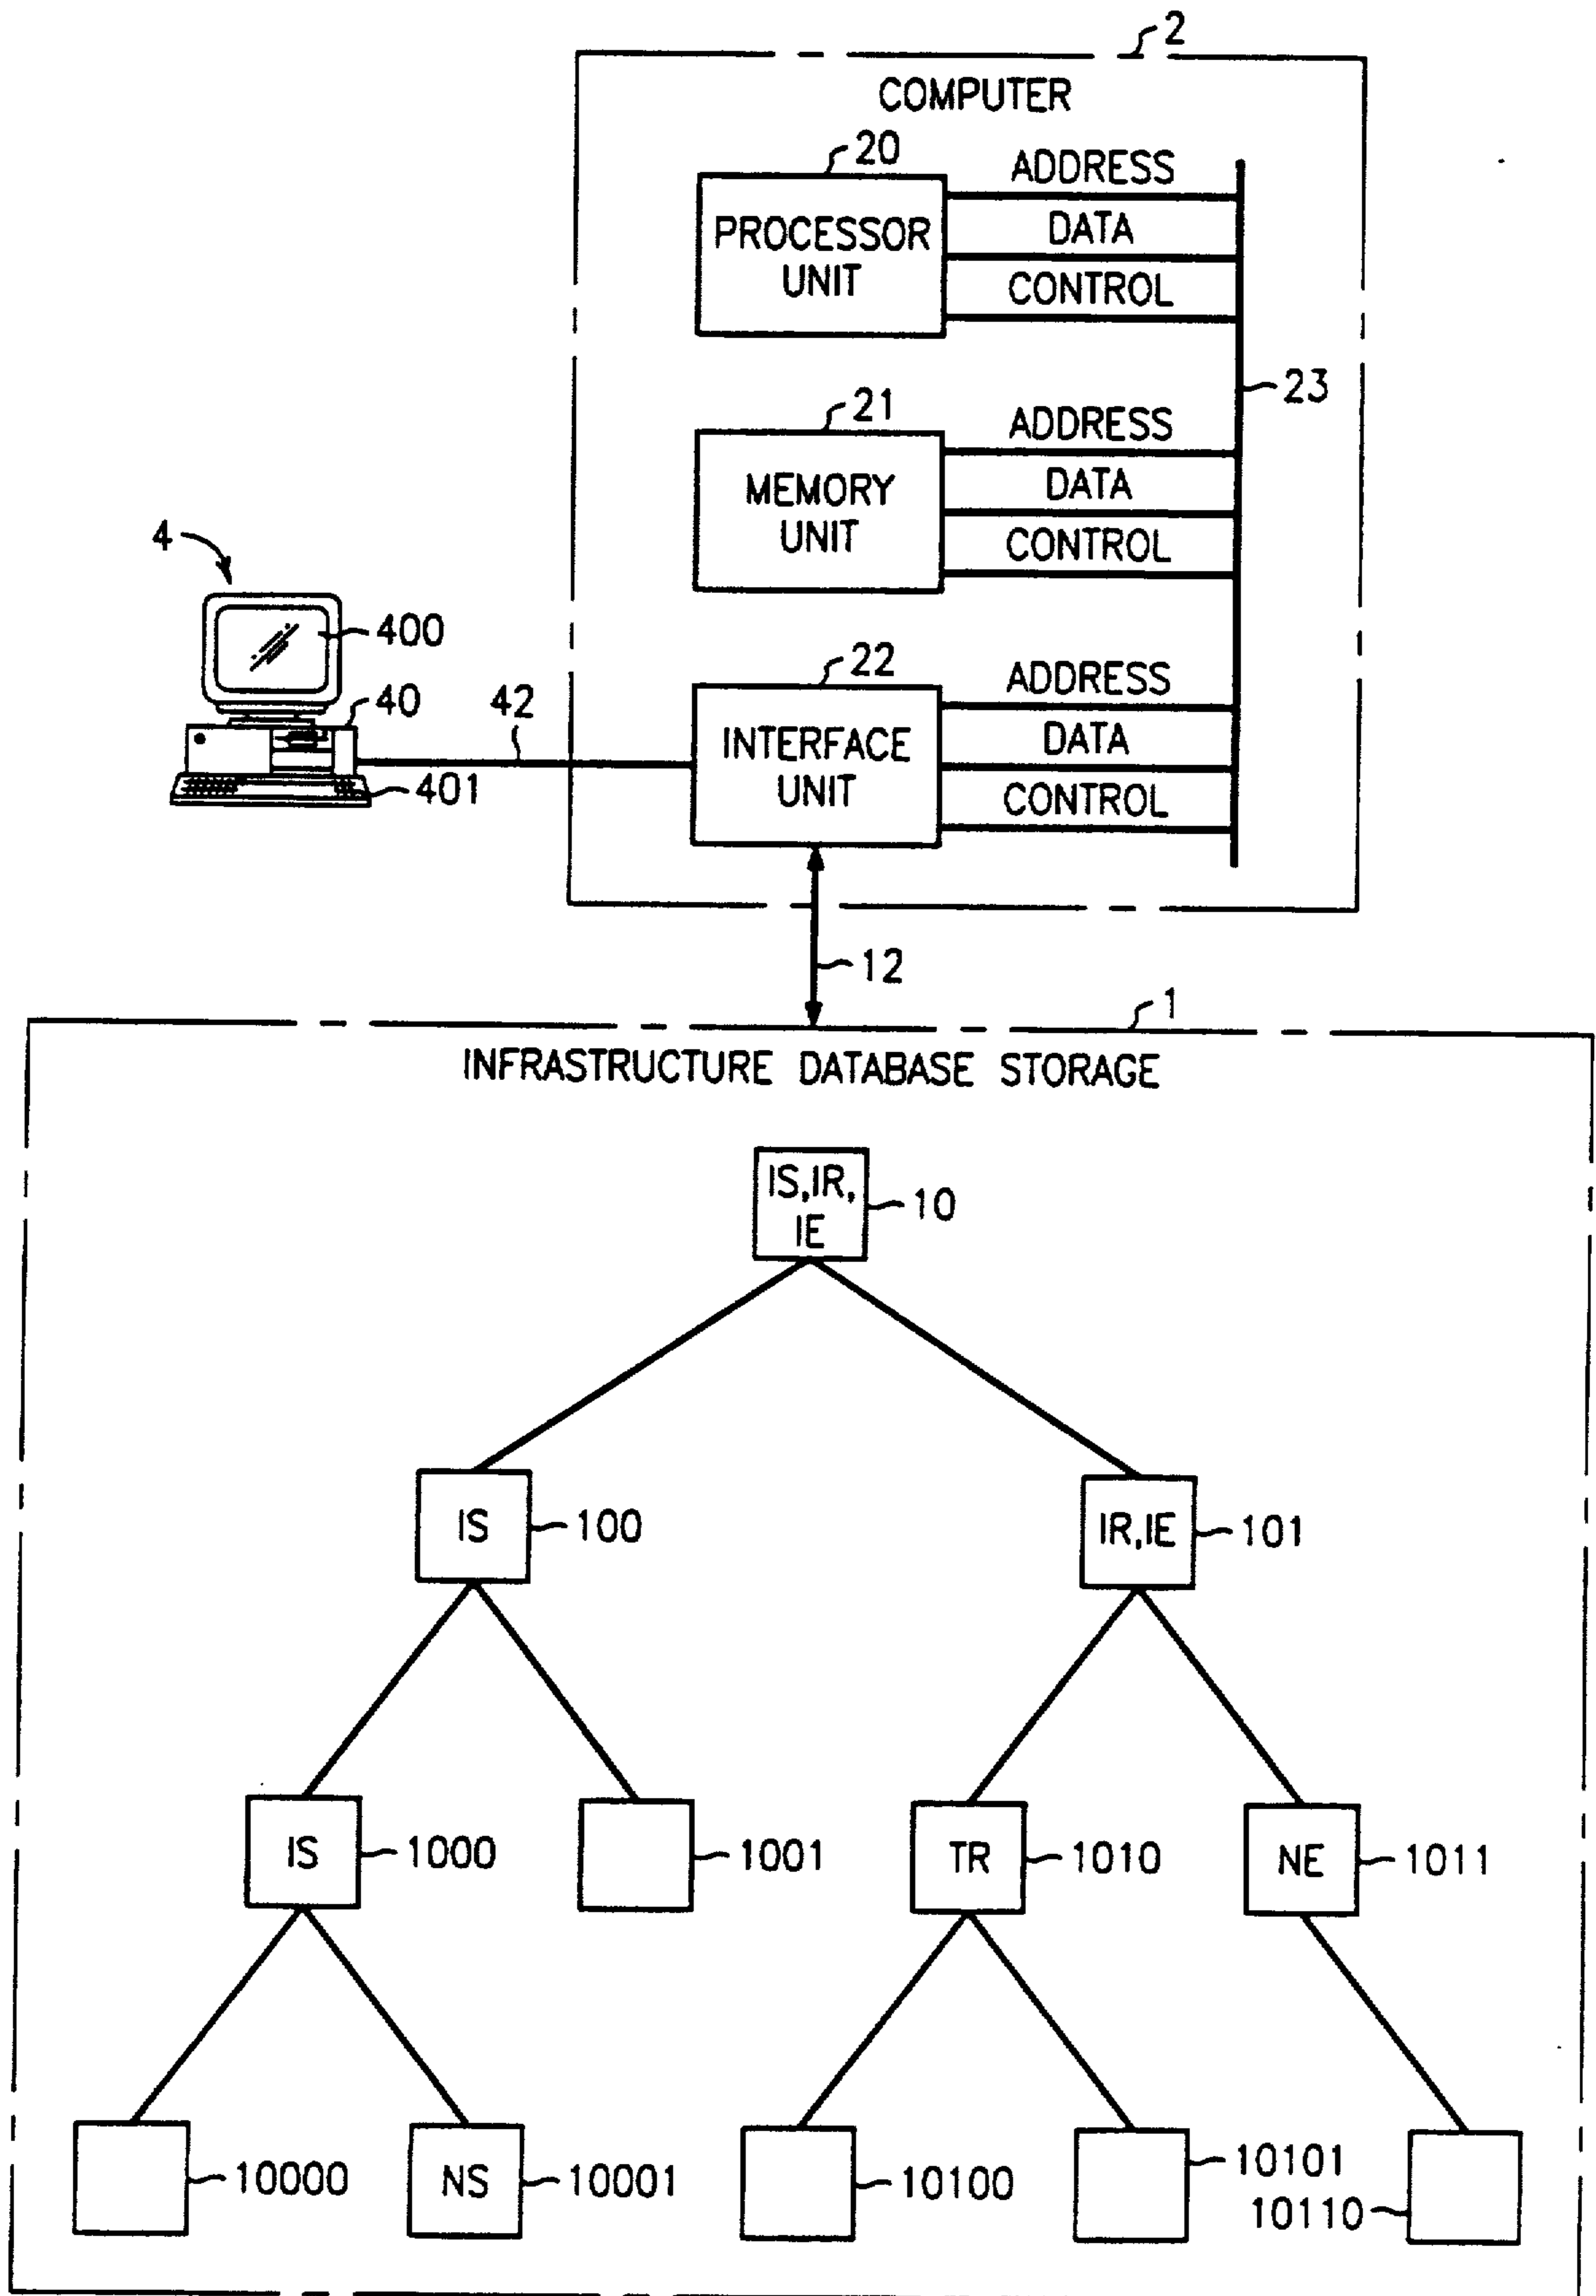 2
COMPUTER
20
PROCESSOR
UNIT
ADDRESS
DATA
CONTROL
23
21
MEMORY
UNIT
ADDRESS
DATA
CONTROL
4
400
40
401
42
22
INTERFACE
UNIT
ADDRESS
DATA
CONTROL
12
1
INFRASTRUCTURE DATABASE STORAGE
IS,IR,
IE
10
IS
100
IR,IE
101
IS
1000
1001
TR
1010
NE
1011
10000
NS
10001
10100
10101
10110